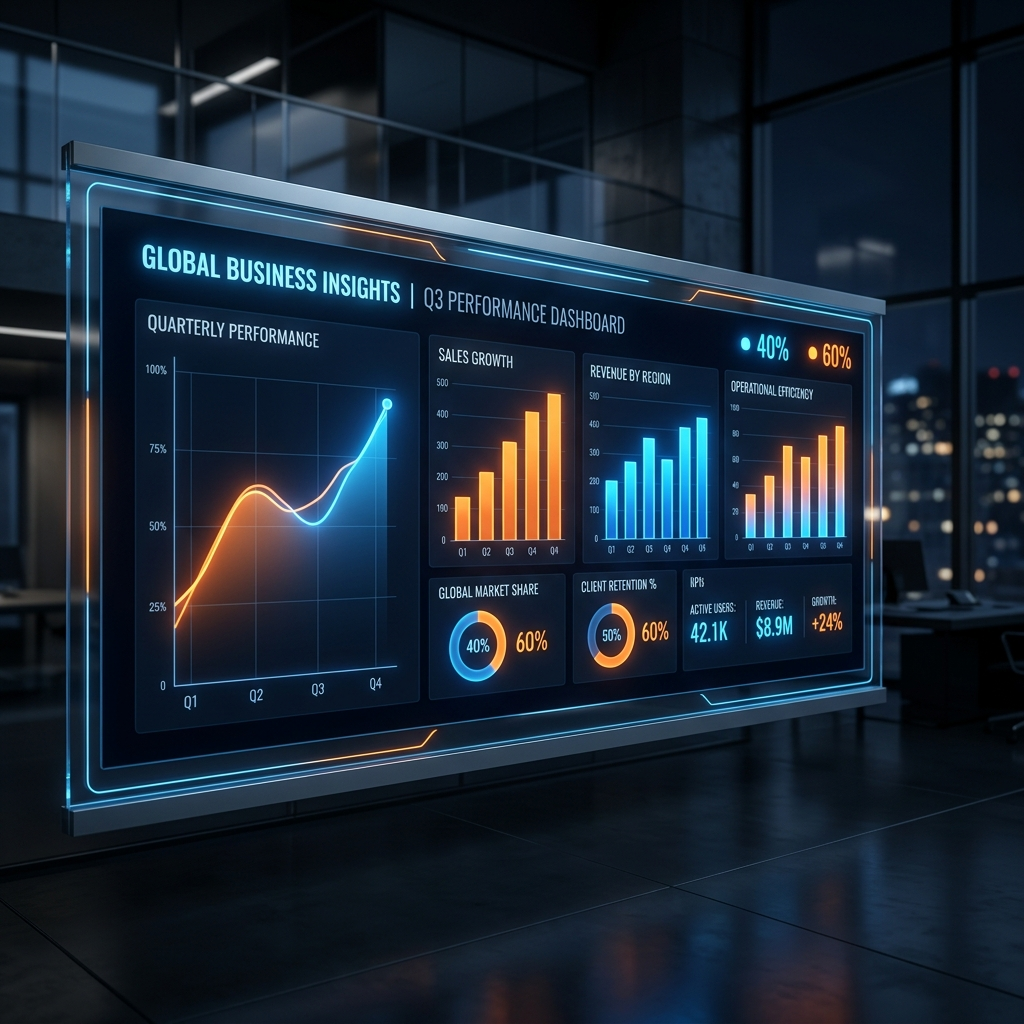 GLOBAL BUSINESS INSIGHTS | Q3 PERFORMANCE DASHBOARD
40% 60%
QUARTERLY PERFORMANCE
100%
75%
50%
25%
0
Q1 Q2 Q3 Q4
SALES GROWTH
500
400
300
200
100
0
Q1 Q2 Q3 Q4 Q4
REVENUE BY REGION
500
400
300
200
100
0
Q1 Q2 Q5 Q4 Q4 Q5
OPERATIONAL EFFICIENCY
100
80
60
40
20
0
Q1 Q2 Q3 Q5 Q4
GLOBAL MARKET SHARE
40% 60%
CLIENT RETENTION %
50% 60%
ACTIVE USERS: REVENUE: GROWTH:
42.1K $8.9M +24%